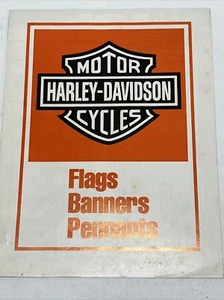 MOTOR
HARLEY-DAVIDSON
CYCLES
Flags
Banners
Pennants